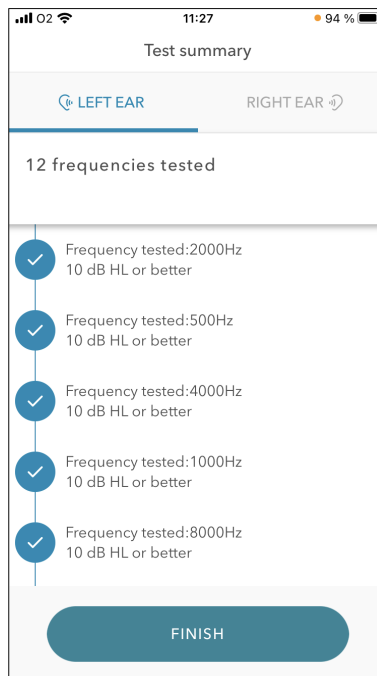 O2 11:27 94 %
Test summary
LEFT EAR RIGHT EAR
12 frequencies tested
Frequency tested:2000Hz
10 dB HL or better
Frequency tested:500Hz
10 dB HL or better
Frequency tested:4000Hz
10 dB HL or better
Frequency tested:1000Hz
10 dB HL or better
Frequency tested:8000Hz
10 dB HL or better
FINISH